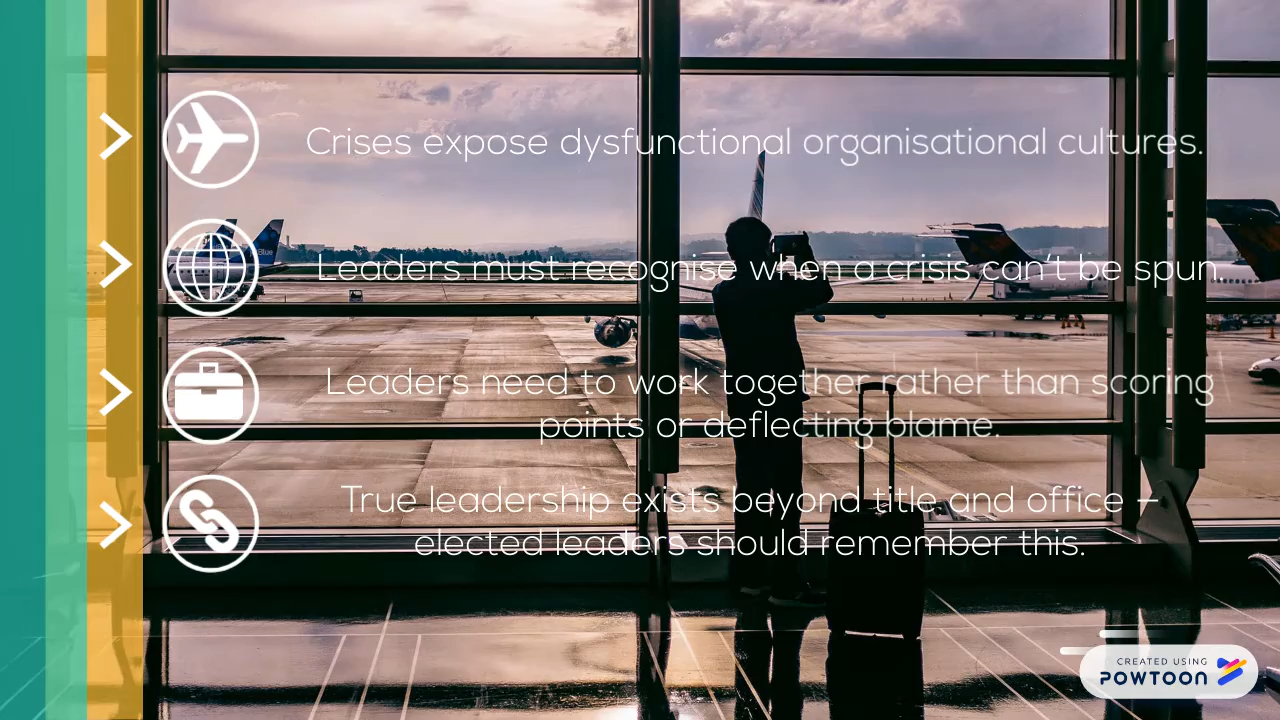 Crises expose dysfunctional organisational cultures.
Leaders must recognise when a crisis can't be spun.
Leaders need to work together rather than scoring
points or deflecting blame.
True leadership exists beyond title and office –
elected leaders should remember this.
CREATED USING
POWTOON